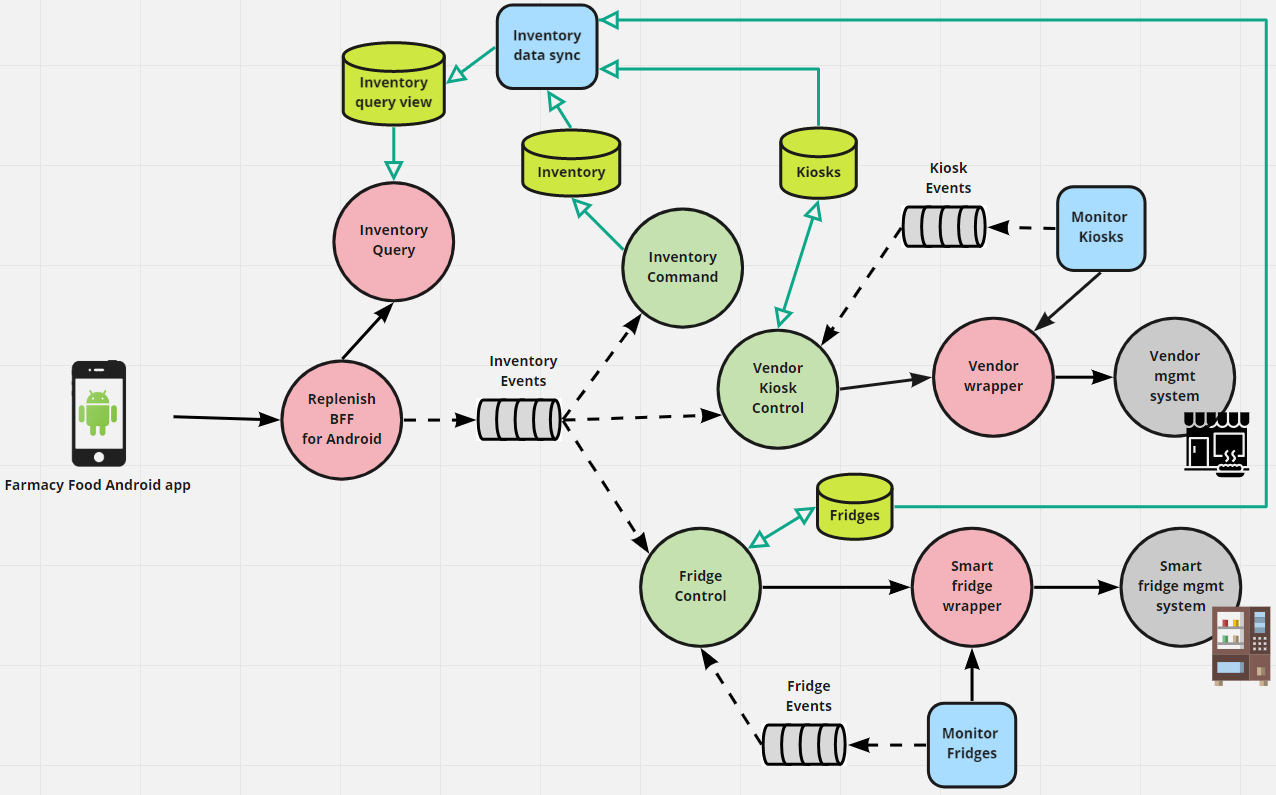 Inventory
data sync
Inventory
query view
Inventory
Kiosks
Kiosk
Events
Monitor
Kiosks
Inventory
Query
Inventory
Command
Vendor
Kiosk
Control
Vendor
wrapper
Vendor
mgmt
system
Inventory
Events
Replenish
BFF
for Android
Farmacy Food Android app
Fridges
Fridge
Control
Smart
fridge
wrapper
Smart
fridge mgmt
system
Fridge
Events
Monitor
Fridges